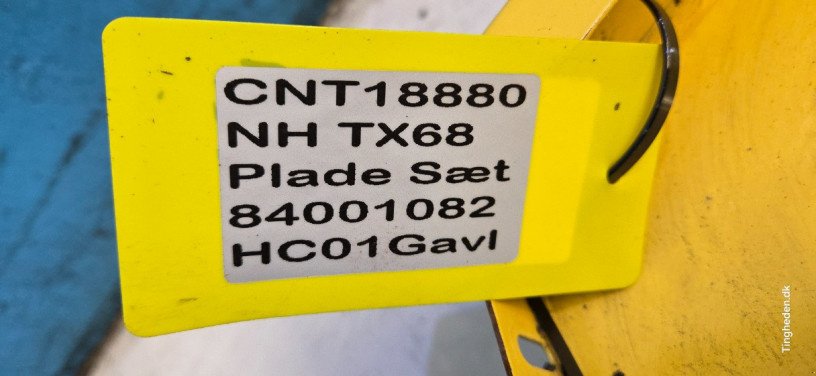 CNT18880
NH TX68
Plade Sæt
84001082
HC01Gavl
Tingheden.dk